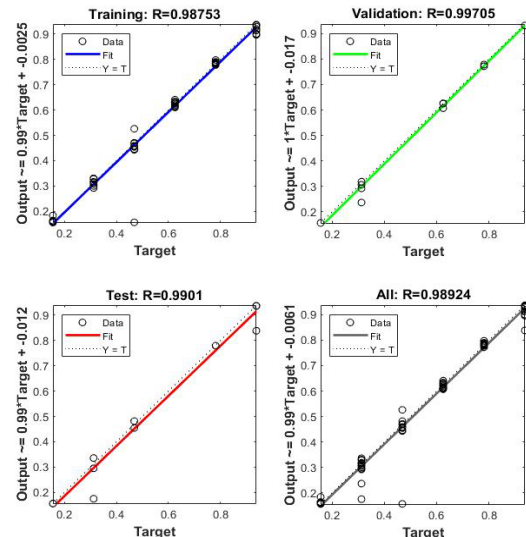 Training: R=0.98753
Output ~= 0.99*Target + -0.0025
0.9
0.8
0.7
0.6
0.5
0.4
0.3
0.2
Data
Fit
Y = T
0.2 0.4 0.6 0.8
Target
Validation: R=0.99705
Output ~= 1*Target + -0.017
0.9
0.8
0.7
0.6
0.5
0.4
0.3
0.2
Data
Fit
Y = T
0.2 0.4 0.6 0.8
Target
Test: R=0.9901
Output ~= 0.99*Target + -0.012
0.9
0.8
0.7
0.6
0.5
0.4
0.3
0.2
Data
Fit
Y = T
0.2 0.4 0.6 0.8
Target
All: R=0.98924
Output ~= 0.99*Target + -0.0061
0.9
0.8
0.7
0.6
0.5
0.4
0.3
0.2
Data
Fit
Y = T
0.2 0.4 0.6 0.8
Target